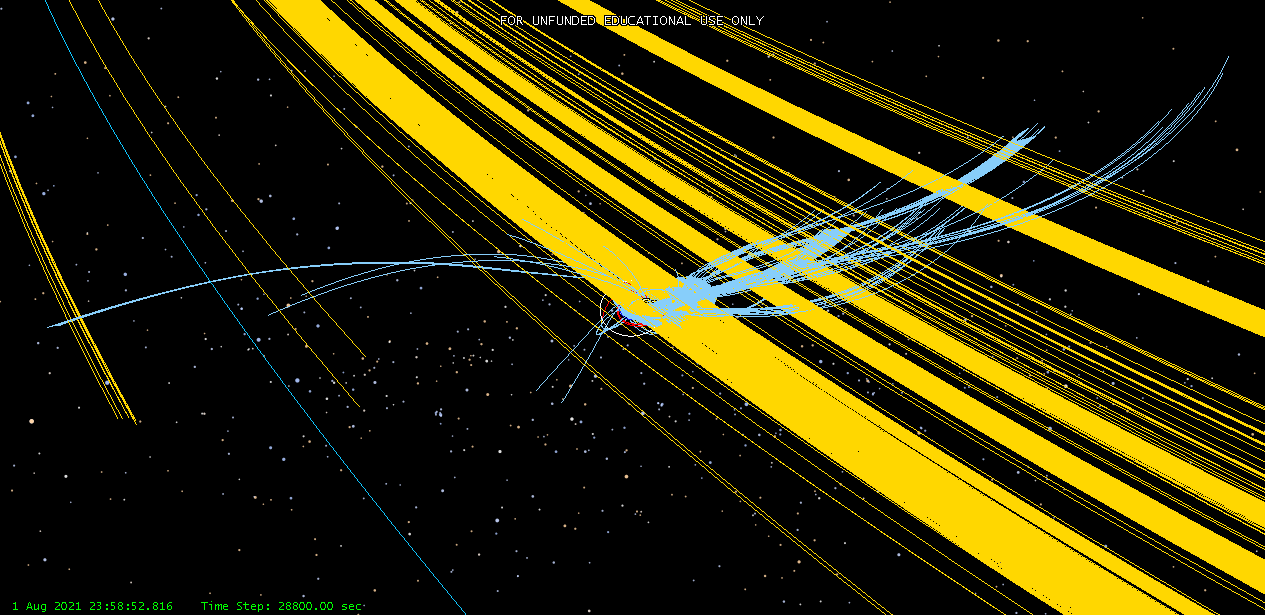 FOR UNFUNDED EDUCATIONAL USE ONLY
1 Aug 2021 23:58:52.816 Time Step: 28800.00 sec